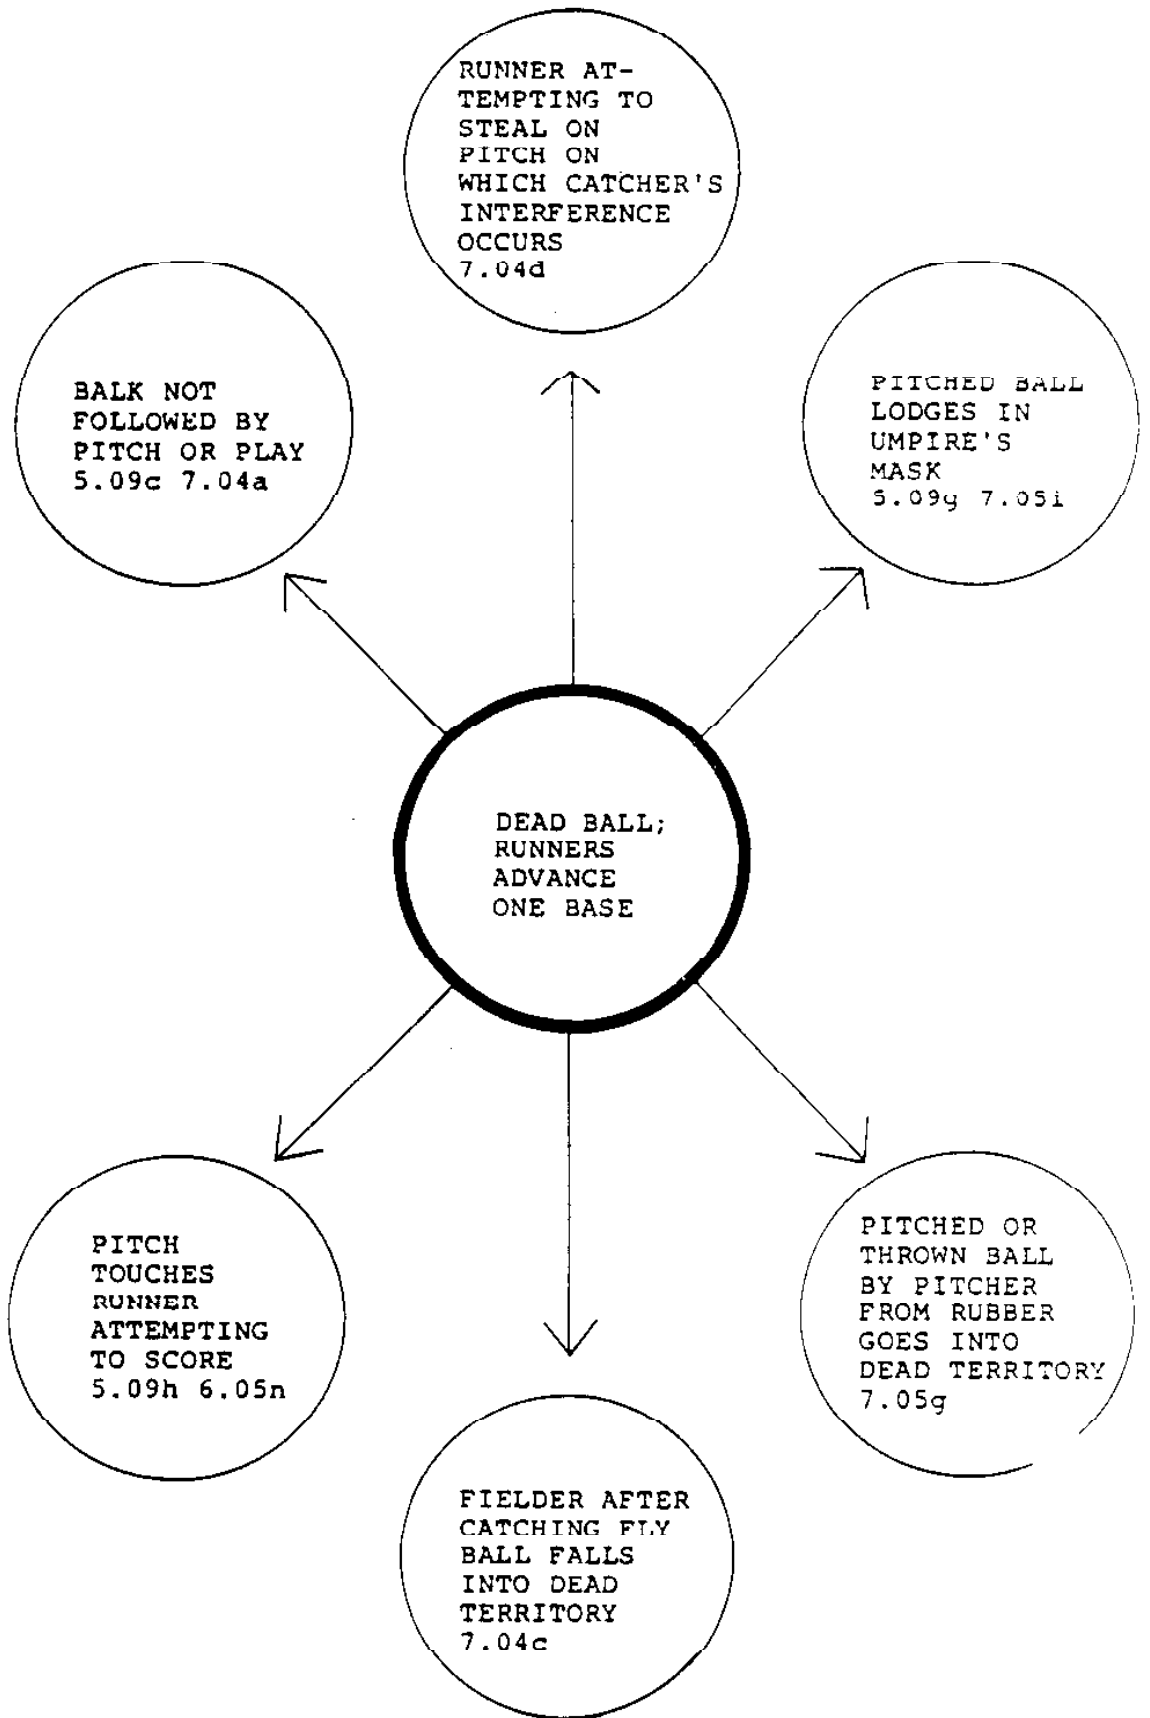 RUNNER AT-
TEMPTING TO
STEAL ON
PITCH ON
WHICH CATCHER'S
INTERFERENCE
OCCURS
7.04d
BALK NOT
FOLLOWED BY
PITCH OR PLAY
5.09c 7.04a
PITCHED BALL
LODGES IN
UMPIRE'S
MASK
5.09g 7.05i
DEAD BALL;
RUNNERS
ADVANCE
ONE BASE
PITCH
TOUCHES
RUNNER
ATTEMPTING
TO SCORE
5.09h 6.05n
PITCHED OR
THROWN BALL
BY PITCHER
FROM RUBBER
GOES INTO
DEAD TERRITORY
7.05g
FIELDER AFTER
CATCHING FLY
BALL FALLS
INTO DEAD
TERRITORY
7.04c